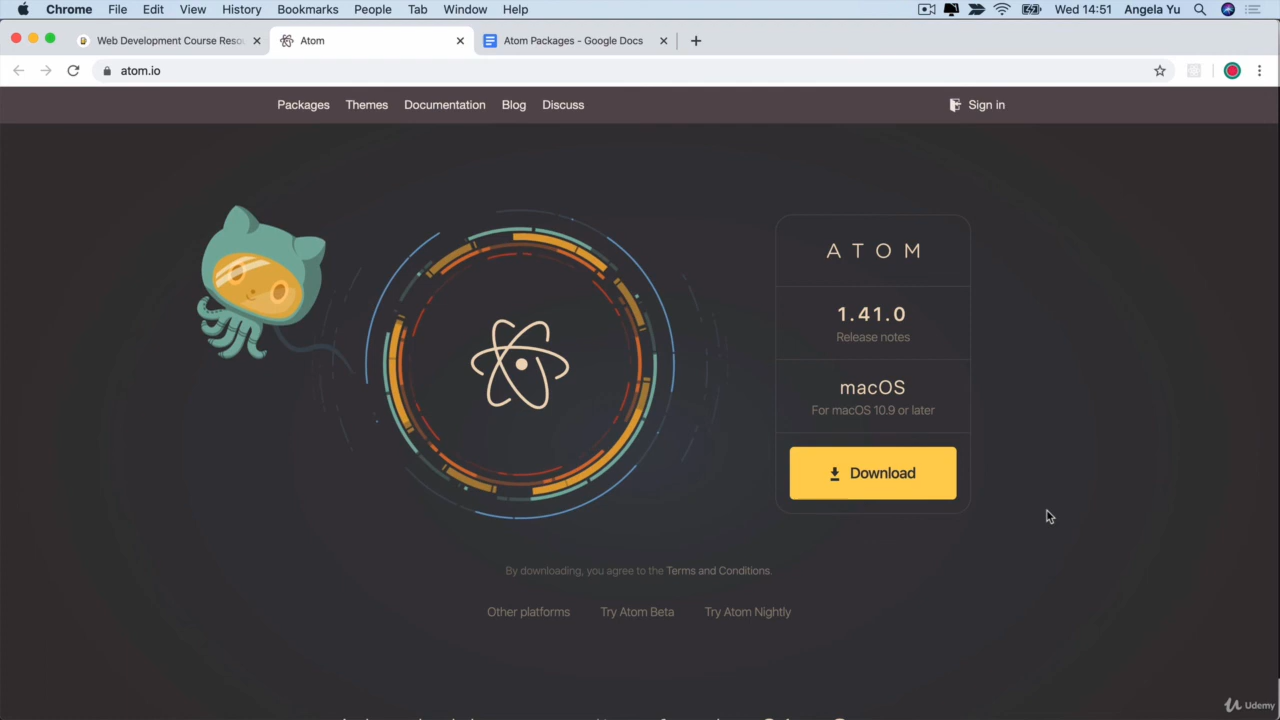 Chrome File Edit View History Bookmarks People Tab Window Help Wed 14:51 Angela Yu
Web Development Course Reso Atom Atom Packages - Google Docs
atom.io
Packages Themes Documentation Blog Discuss Sign in
ATOM
1.41.0
Release notes
macOS
For macOS 10.9 or later
Download
By downloading, you agree to the Terms and Conditions.
Other platforms Try Atom Beta Try Atom Nightly
Udemy